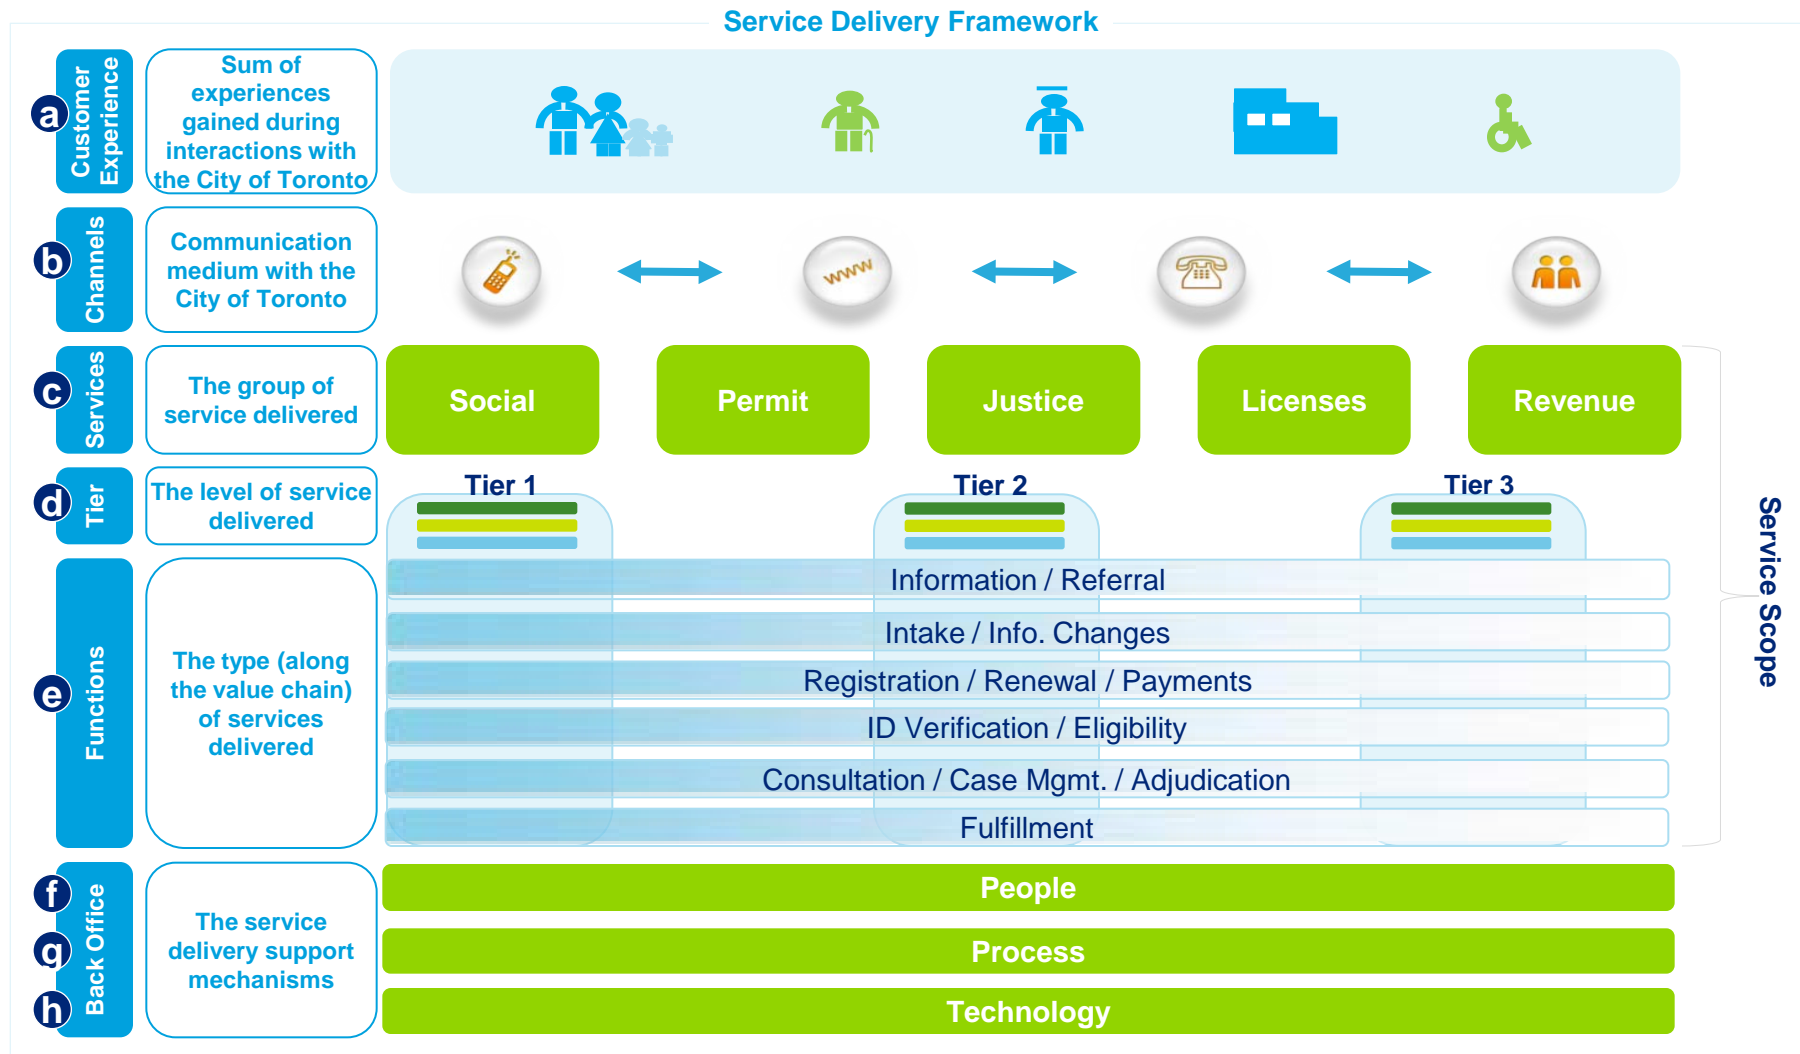 Service Delivery Framework
a
Customer
Experience
Sum of
experiences
gained during
interactions with
the City of Toronto
b
Channels
Communication
medium with the
City of Toronto
www
c
Services
The group of
service delivered
Social
Permit
Justice
Licenses
Revenue
d
Tier
The level of service
delivered
Tier 1
Tier 2
Tier 3
e
Functions
The type (along
the value chain)
of services
delivered
Information / Referral
Intake / Info. Changes
Registration / Renewal / Payments
ID Verification / Eligibility
Consultation / Case Mgmt. / Adjudication
Fulfillment
Service Scope
f
g
h
Back Office
The service
delivery support
mechanisms
People
Process
Technology